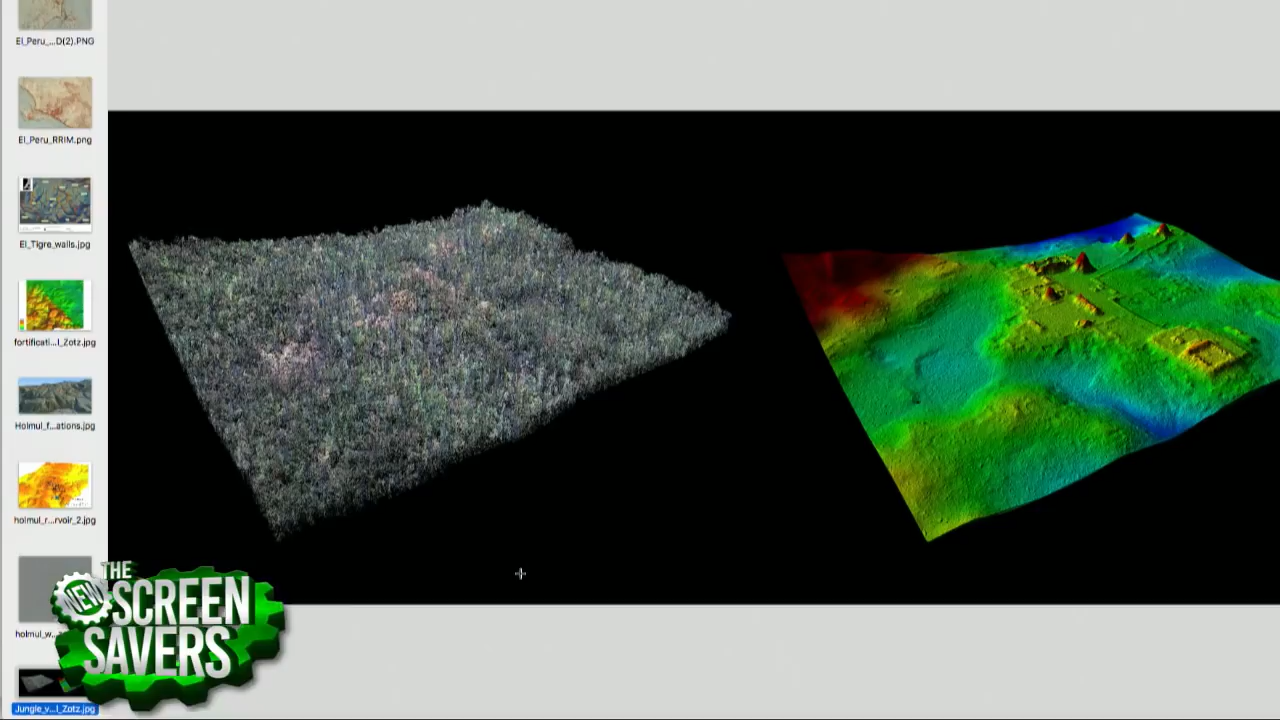 El_Peru_...D(2).PNG
El_Peru_RRIM.png
El_Tigre_walls.jpg
fortificati...l_Zotz.jpg
Holmul_f...ations.jpg
holmul_r...rvoir_2.jpg
holmul_w
THE
NEW
SCREEN
SAVERS
Jungle_v...l_Zotz.jpg